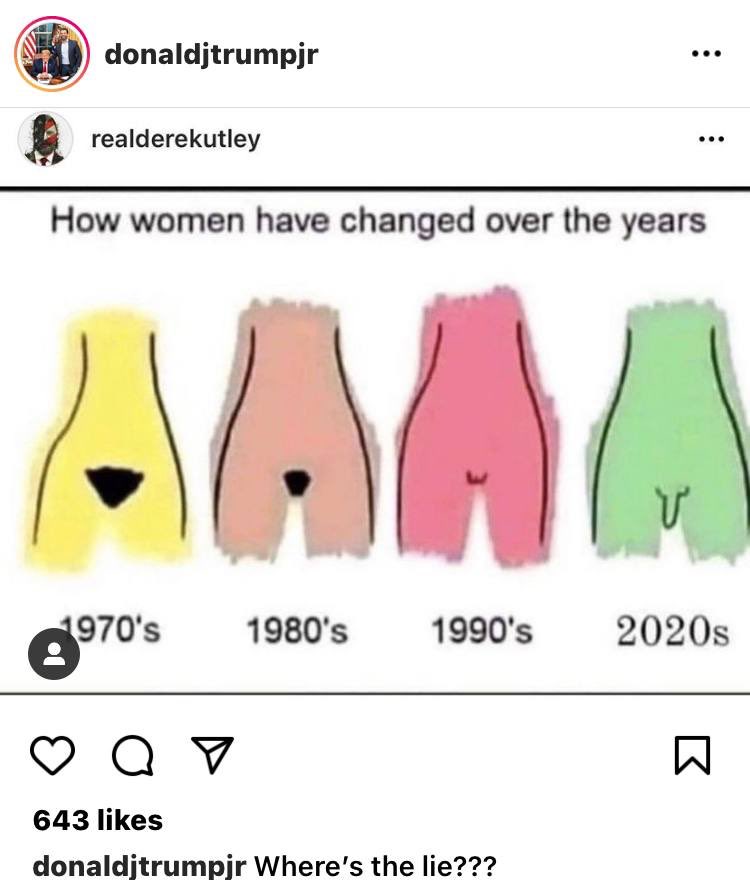 donaldjtrumpjr
realderekutley
How women have changed over the years
1970's 1980's 1990's 2020s
643 likes
donaldjtrumpjr Where's the lie???